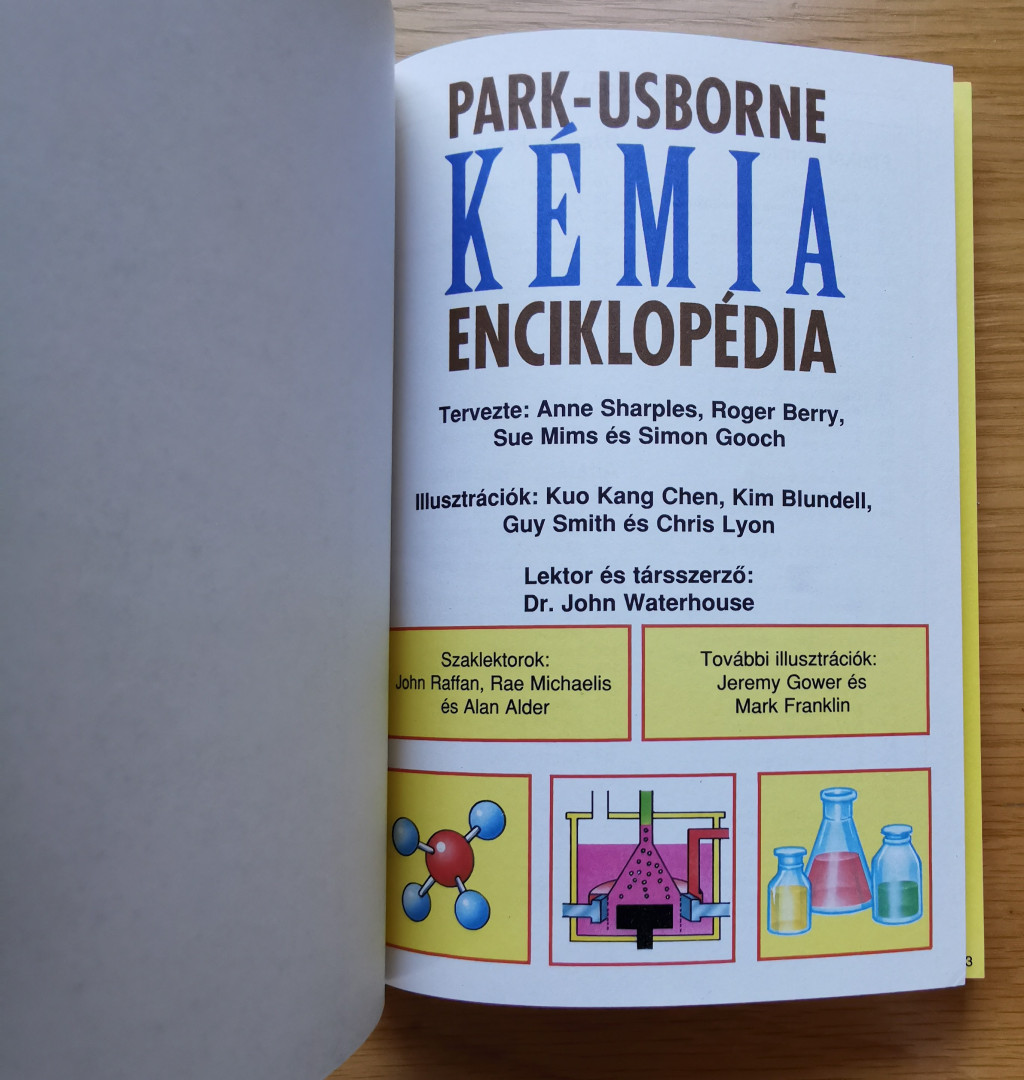 PARK-USBORNE
KÉMIA
ENCIKLOPÉDIA
Tervezte: Anne Sharples, Roger Berry,
Sue Mims és Simon Gooch
Illusztrációk: Kuo Kang Chen, Kim Blundell,
Guy Smith és Chris Lyon
Lektor és társszerző:
Dr. John Waterhouse
Szaklektorok:
John Raffan, Rae Michaelis
és Alan Alder
További illusztrációk:
Jeremy Gower és
Mark Franklin
3